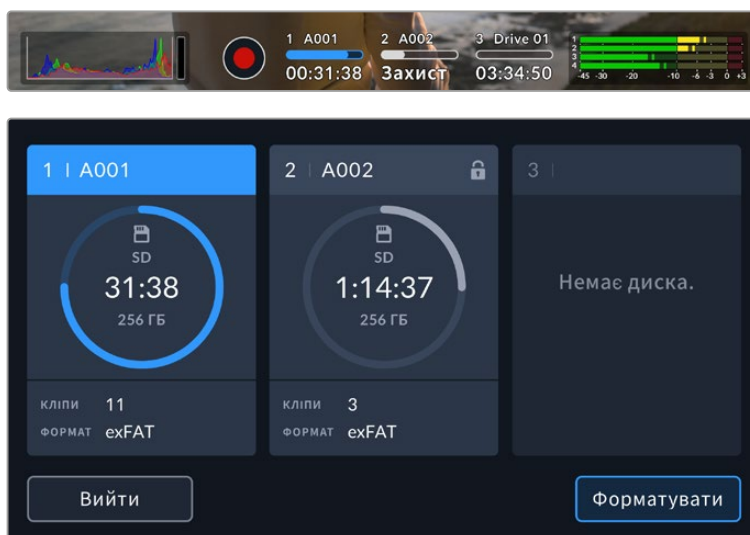 1 A001 2 A002 3 Drive 01
00:31:38 Захист 03:34:50
1
2
3
4
-45 -30 -20 -10 -6 -3 0 +3
1 | A001
SD
31:38
256 ГБ
КЛІПИ 11
ФОРМАТ exFAT
2 | A002
SD
1:14:37
256 ГБ
КЛІПИ 3
ФОРМАТ exFAT
3 |
Немає диска.
Вийти
Форматувати